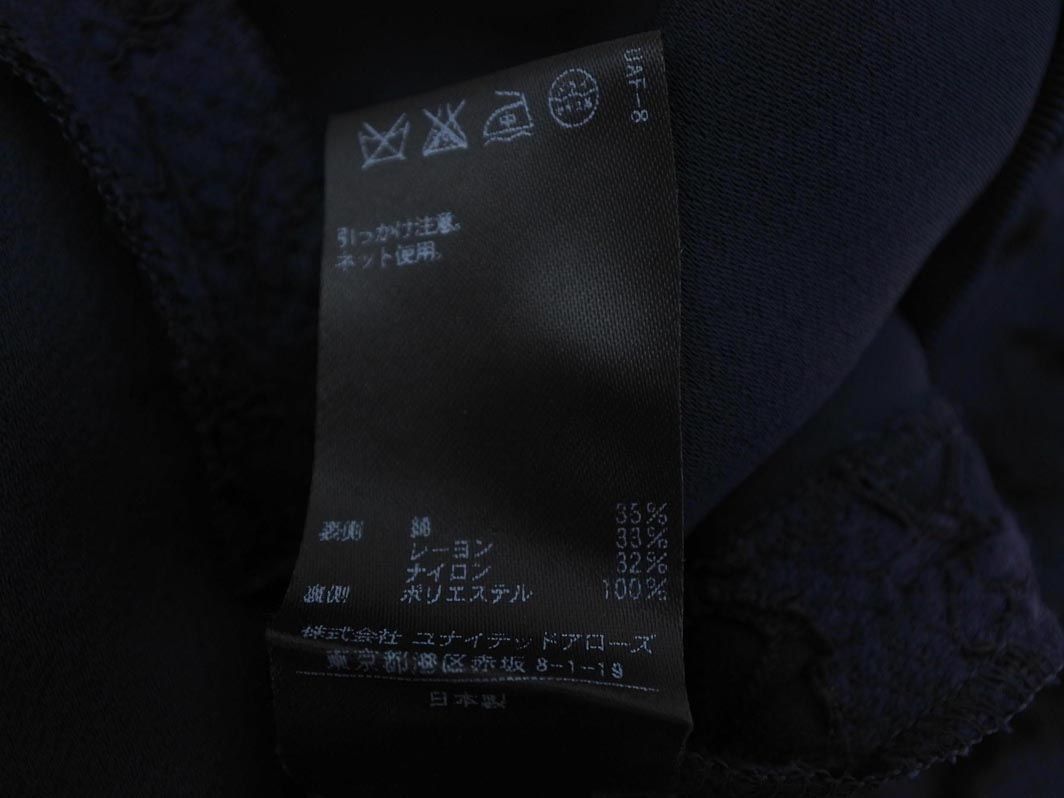 UAF-8
中
引っかけ注意。
ネット使用。
表側 綿 35%
レーヨン 33%
ナイロン 32%
裏側 ポリエステル 100%
株式会社 ユナイテッドアローズ
東京都港区赤坂8-1-19
日本製